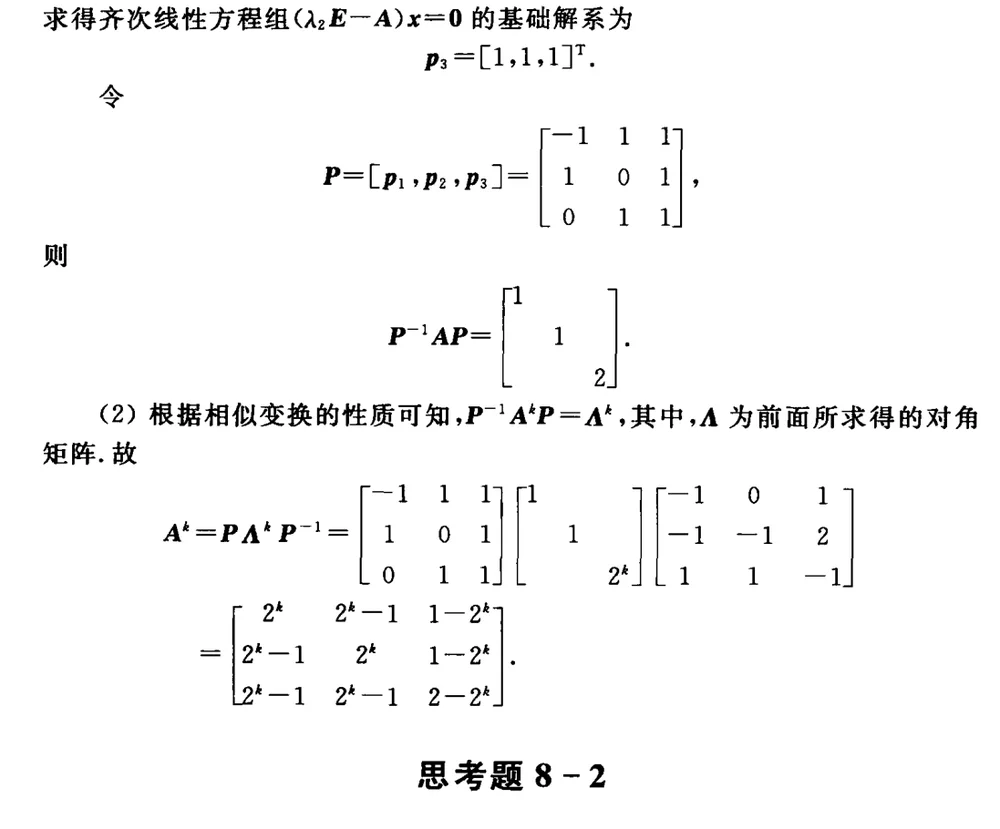 求得齐次线性方程组(λ₂E－A)x＝0 的基础解系为
p₃＝[1,1,1]ᵀ.
令
P＝[p₁,p₂,p₃]＝[−1 1 1; 1 0 1; 0 1 1],
则
P⁻¹AP＝[1; 1; 2].
(2) 根据相似变换的性质可知,P⁻¹AᵏP＝Λᵏ,其中,Λ 为前面所求得的对角
矩阵.故
Aᵏ＝PΛᵏP⁻¹＝[−1 1 1; 1 0 1; 0 1 1][1; 1; 2ᵏ][−1 0 1; −1 −1 2; 1 1 −1]
＝[2ᵏ 2ᵏ−1 1−2ᵏ; 2ᵏ−1 2ᵏ 1−2ᵏ; 2ᵏ−1 2ᵏ−1 2−2ᵏ].
思考题 8－2